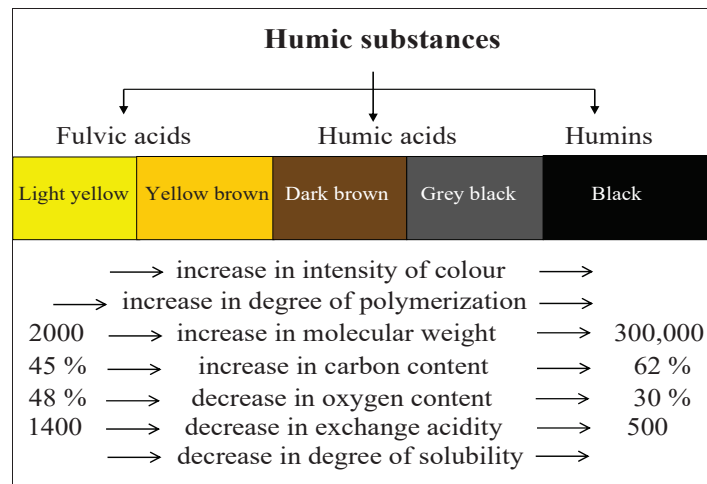 Humic substances
Fulvic acids Humic acids Humins
Light yellow Yellow brown Dark brown Grey black Black
increase in intensity of colour
increase in degree of polymerization
2000 increase in molecular weight 300,000
45 % increase in carbon content 62 %
48 % decrease in oxygen content 30 %
1400 decrease in exchange acidity 500
decrease in degree of solubility